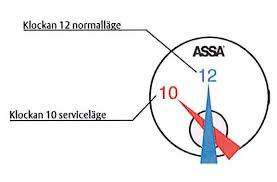 Klockan 12 normalläge
ASSA
12
10
Klockan 10 serviceläge